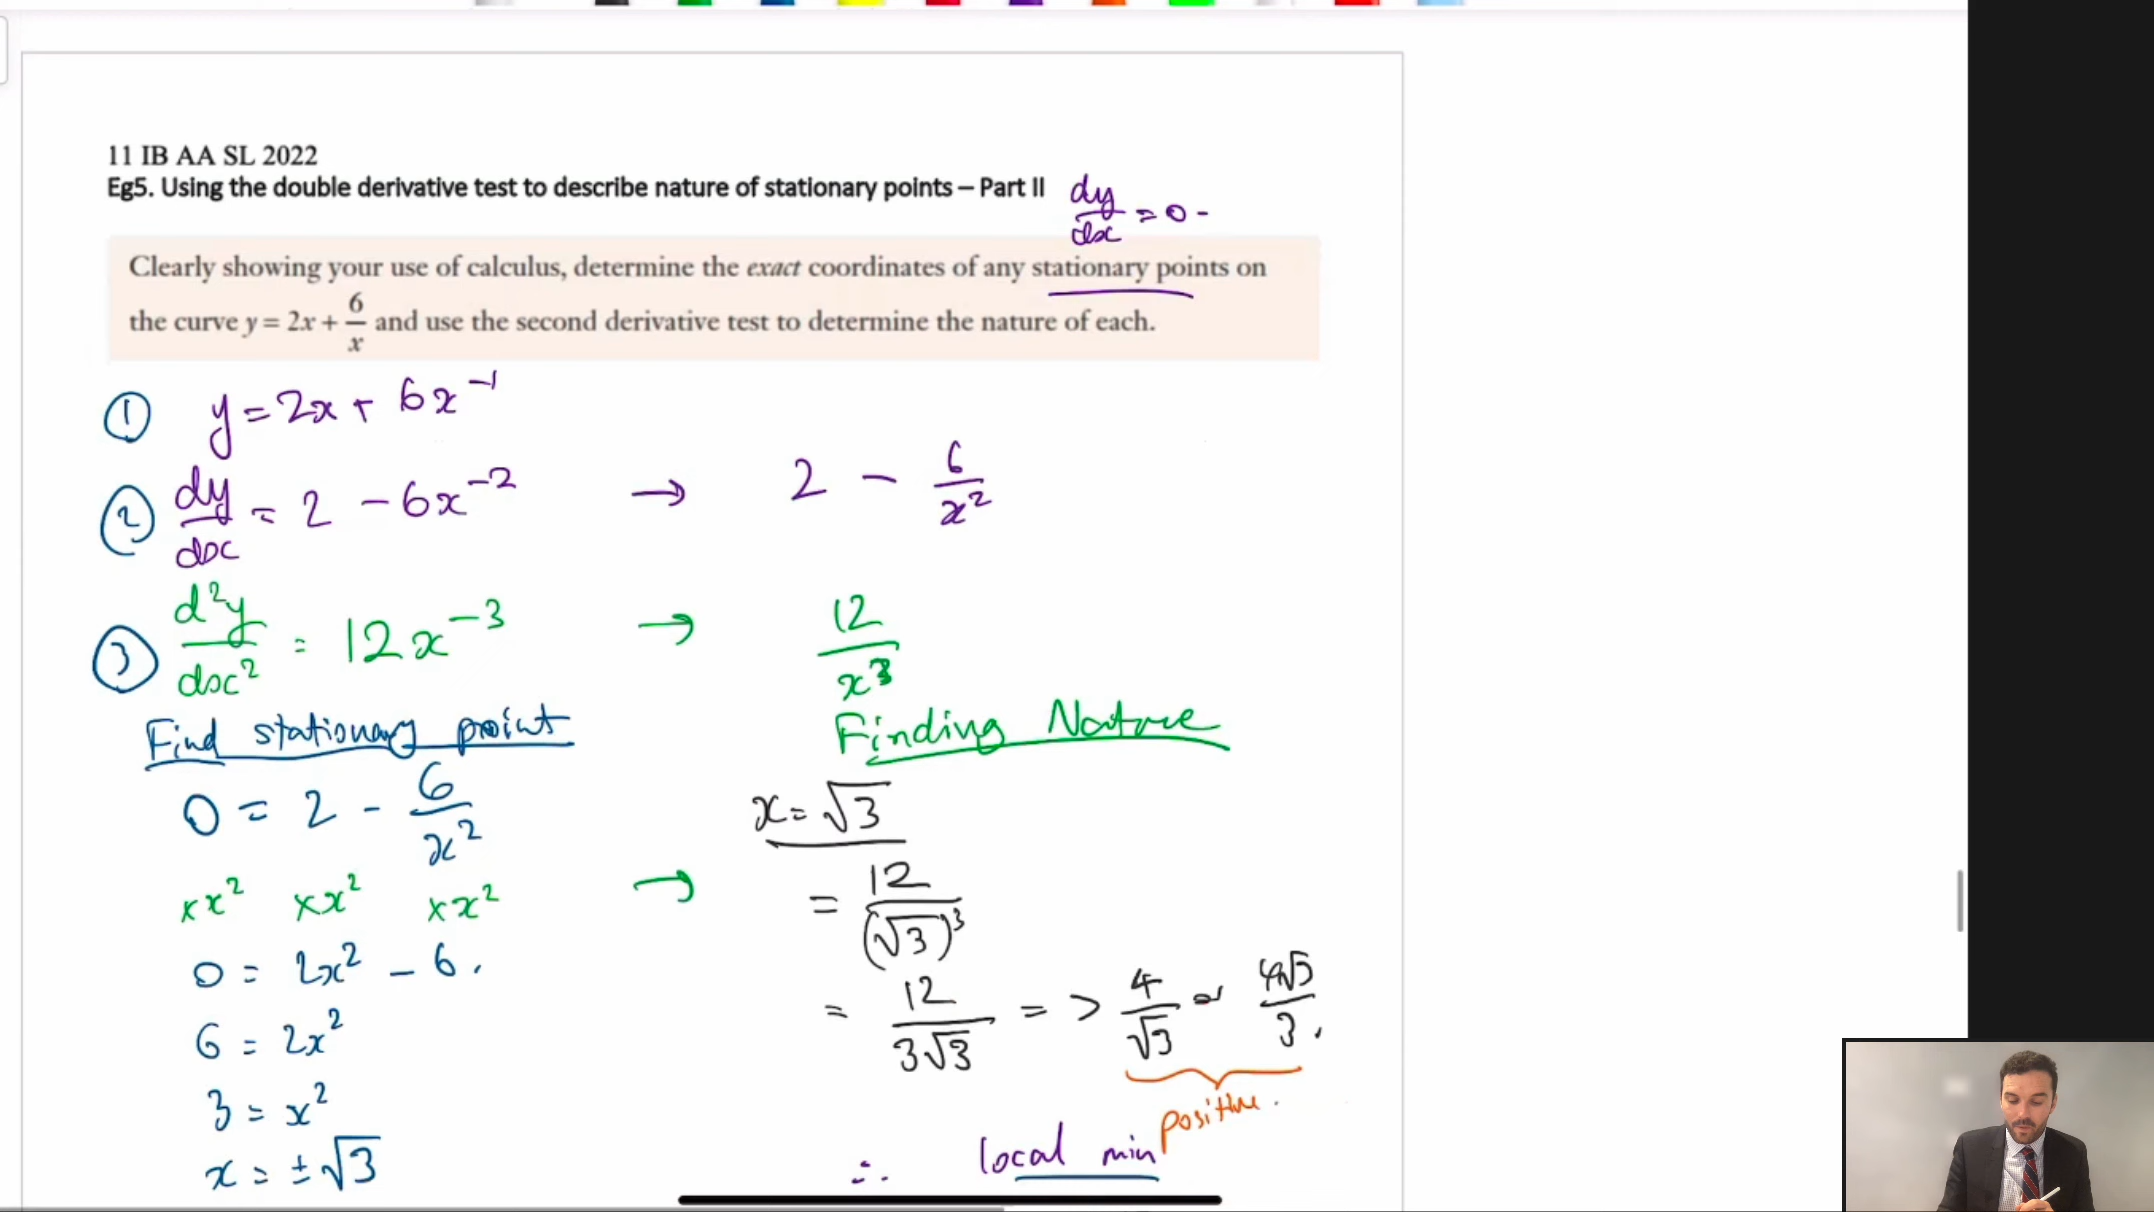 11 IB AA SL 2022
Eg5. Using the double derivative test to describe nature of stationary points – Part II
dy/dx = 0
Clearly showing your use of calculus, determine the exact coordinates of any stationary points on
the curve y = 2x + 6/x and use the second derivative test to determine the nature of each.
① y = 2x + 6x⁻¹
② dy/dx = 2 - 6x⁻² → 2 - 6/x²
③ d²y/dx² = 12x⁻³ → 12/x³
Find stationary point
0 = 2 - 6/x²
×x² ×x² ×x² →
0 = 2x² - 6.
6 = 2x²
3 = x²
x = ±√3
Finding Nature
x = √3
= 12/(√3)³
= 12/3√3 => 4/√3 or 4√3/3.
positive.
∴ local min